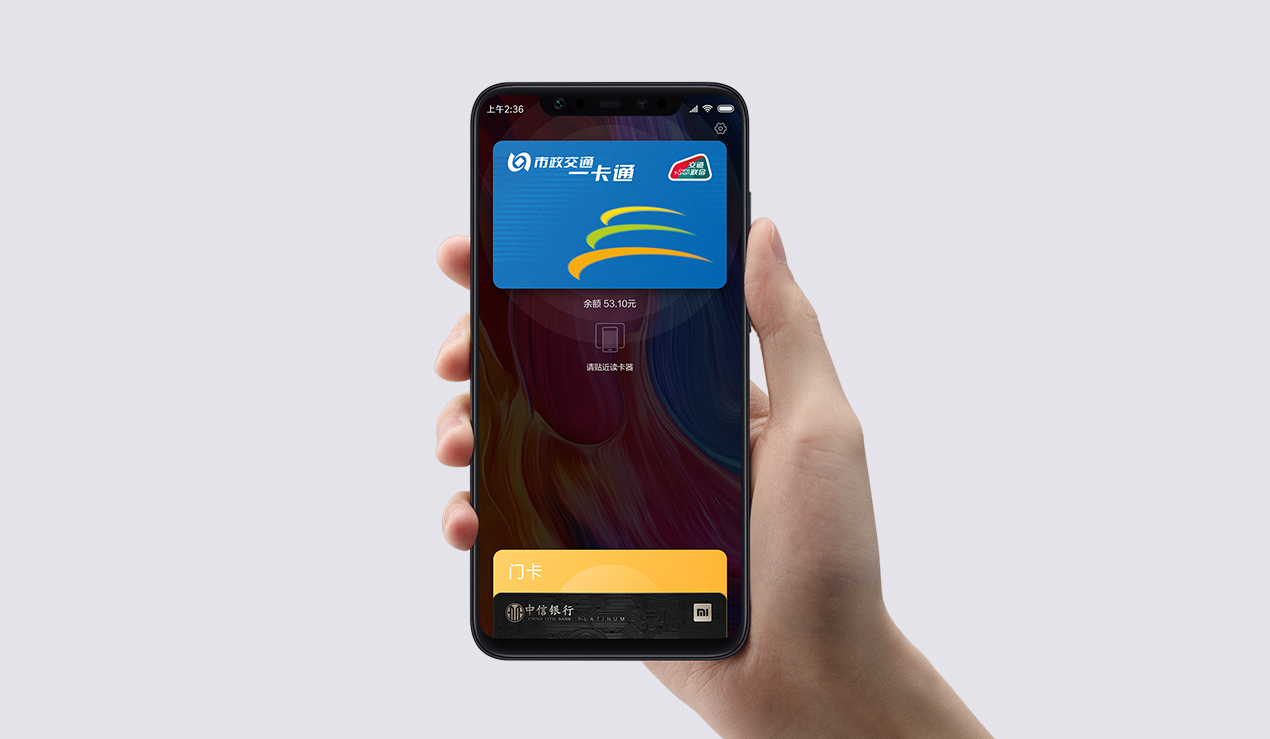 上午2:36
市政交通
一卡通
交通
联合
余额 53.10元
请贴近读卡器
门卡
中信银行
CHINA CITIC BANK PLATINUM